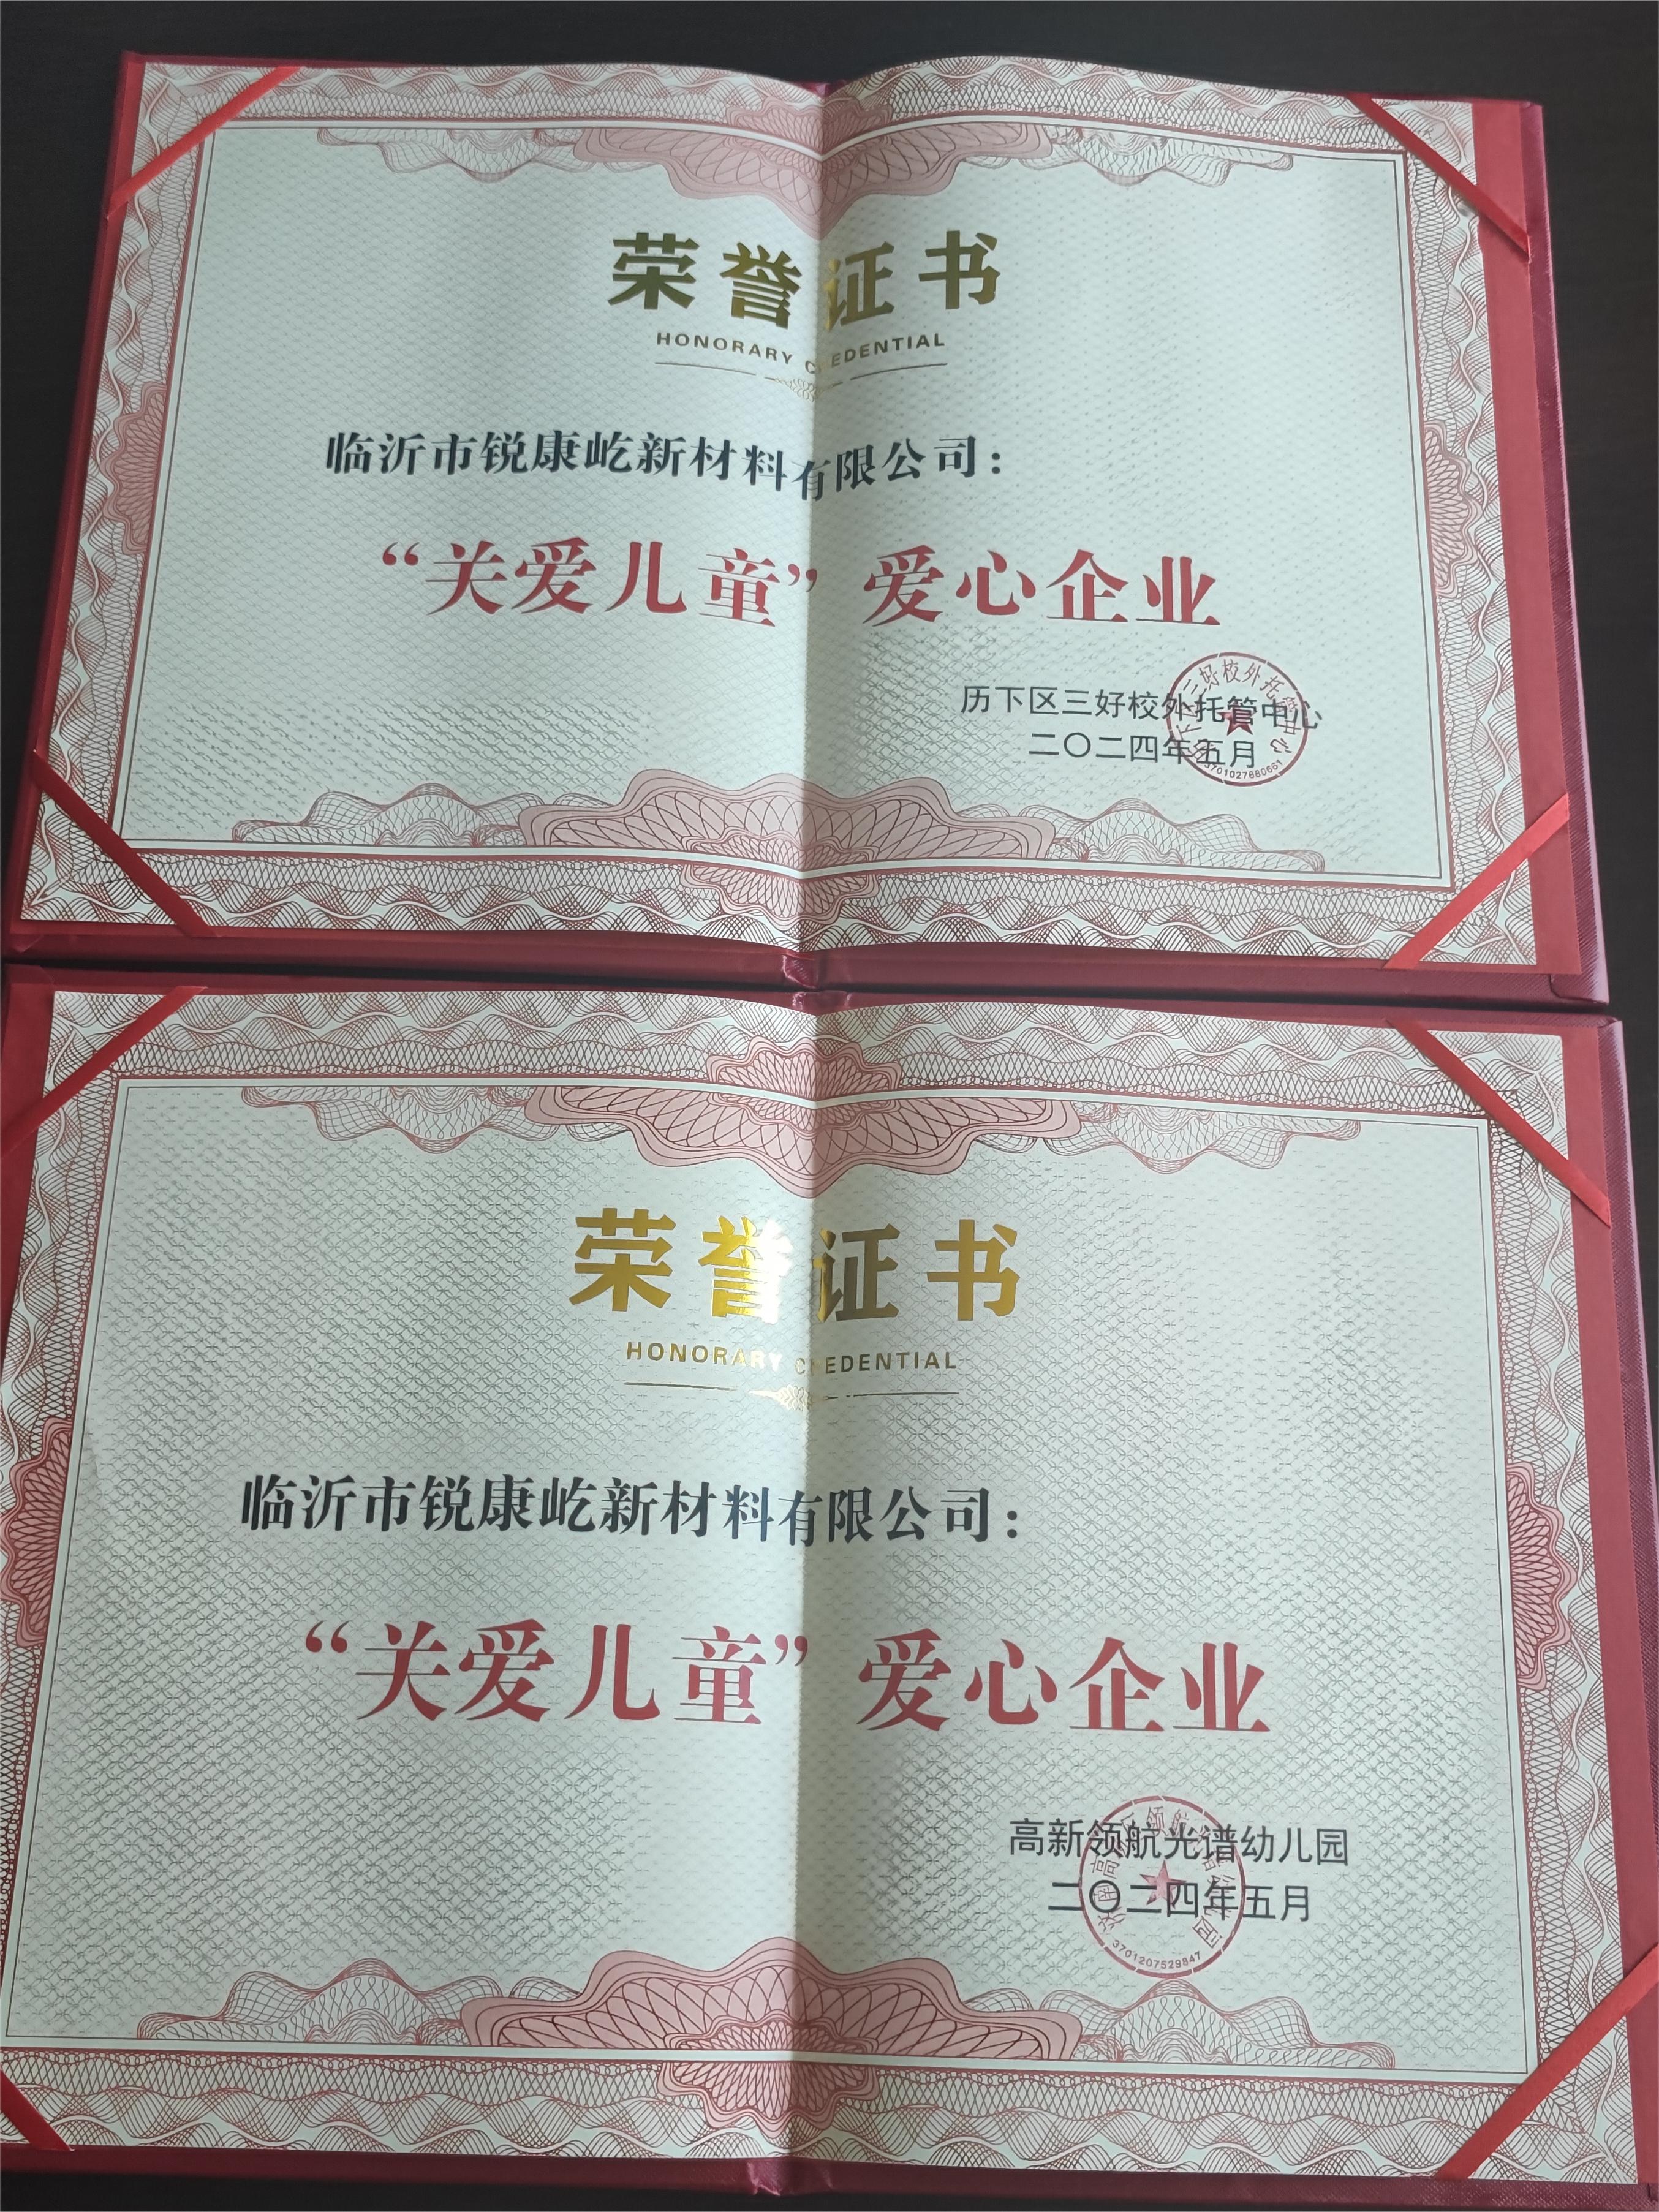 荣誉证书
HONORARY CREDENTIAL
临沂市锐康屹新材料有限公司：
“关爱儿童”爱心企业
历下区三好校外托管中心
二〇二四年五月
3701027680661
荣誉证书
HONORARY CREDENTIAL
临沂市锐康屹新材料有限公司：
“关爱儿童”爱心企业
高新领航光谱幼儿园
二〇二四年五月
3701207529847